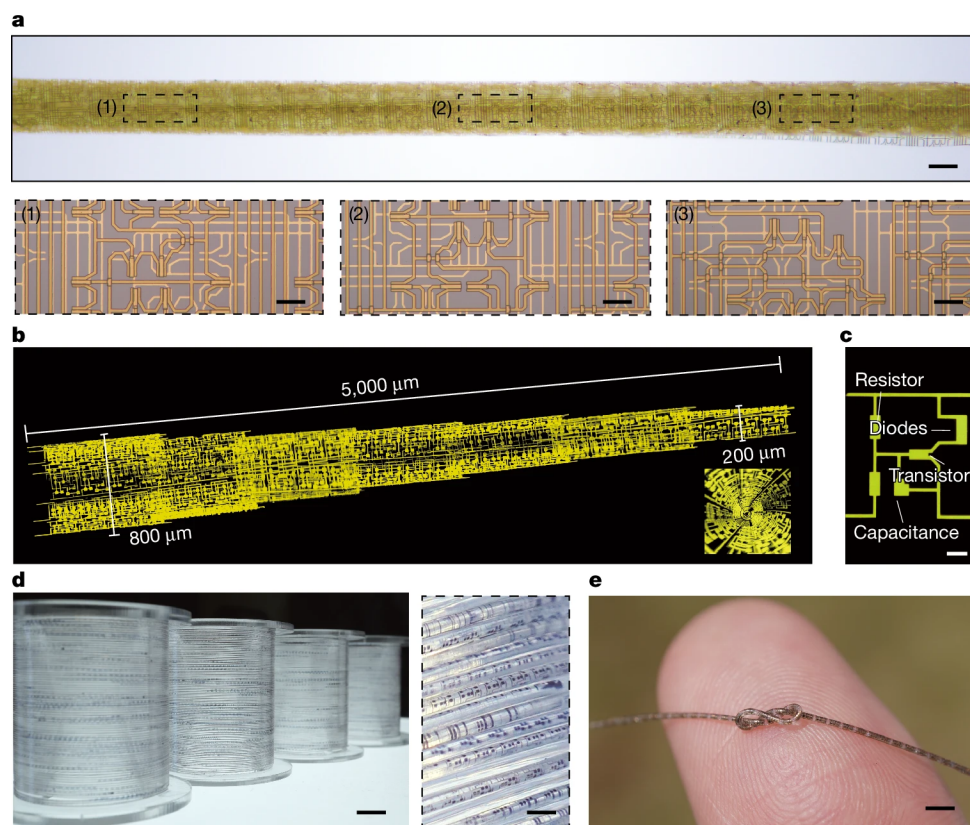 a
(1)
(2)
(3)
(1)
(2)
(3)
b
5,000 μm
800 μm
200 μm
c
Resistor
Diodes
Transistor
Capacitance
d
e